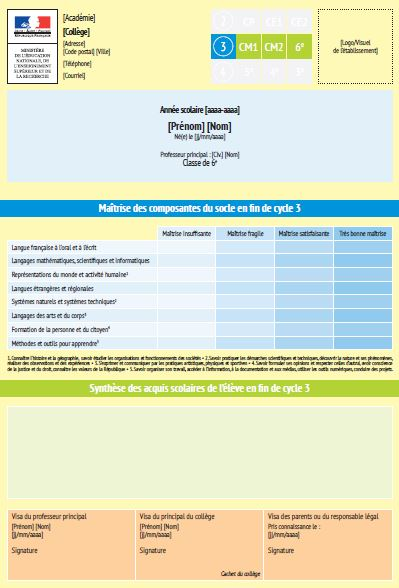 Liberté • Égalité • Fraternité
RÉPUBLIQUE FRANÇAISE
MINISTÈRE
DE L'ÉDUCATION
NATIONALE, DE
L'ENSEIGNEMENT
SUPÉRIEUR ET DE
LA RECHERCHE
[Académie]
[Collège]
[Adresse]
[Code postal] [Ville]
[Téléphone]
[Courriel]
2 CP CE1 CE2
3 CM1 CM2 6e
4 5e 4e 3e
[Logo/Visuel
de l'établissement]
Année scolaire [aaaa-aaaa]
[Prénom] [Nom]
Né(e) le [jj/mm/aaaa]
Professeur principal : [Civ.] [Nom]
Classe de 6e
Maîtrise des composantes du socle en fin de cycle 3
Maîtrise insuffisante Maîtrise fragile Maîtrise satisfaisante Très bonne maîtrise
Langue française à l'oral et à l'écrit
Langages mathématiques, scientifiques et informatiques
Représentations du monde et activité humaine1
Langues étrangères et régionales
Systèmes naturels et systèmes techniques2
Langages des arts et du corps3
Formation de la personne et du citoyen4
Méthodes et outils pour apprendre5
1. Connaître l'histoire et la géographie, savoir étudier les organisations et fonctionnements des sociétés • 2. Savoir pratiquer les démarches scientifiques et techniques, découvrir la nature et ses phénomènes,
réaliser des observations et des expériences • 3. S'exprimer et communiquer par les pratiques artistiques, physiques et sportives • 4. Savoir formuler ses opinions et respecter celles d'autrui, avoir conscience
de la justice et du droit, connaître les valeurs de la République • 5. Savoir organiser son travail, accéder à l'information, à la documentation et aux médias, utiliser les outils numériques, conduire des projets.
Synthèse des acquis scolaires de l'élève en fin de cycle 3
Visa du professeur principal
[Prénom] [Nom]
[jj/mm/aaaa]
Signature
Visa du principal du collège
[Prénom] [Nom]
[jj/mm/aaaa]
Signature
Cachet du collège
Visa des parents ou du responsable légal
Pris connaissance le :
[jj/mm/aaaa]
Signature